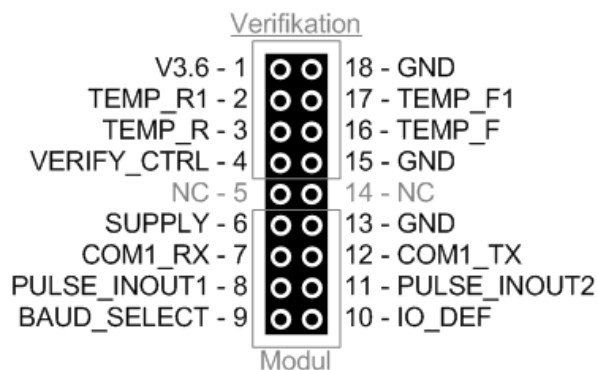 Verifikation
V3.6 - 1 18 - GND
TEMP_R1 - 2 17 - TEMP_F1
TEMP_R - 3 16 - TEMP_F
VERIFY_CTRL - 4 15 - GND
NC - 5 14 - NC
SUPPLY - 6 13 - GND
COM1_RX - 7 12 - COM1_TX
PULSE_INOUT1 - 8 11 - PULSE_INOUT2
BAUD_SELECT - 9 10 - IO_DEF
Modul